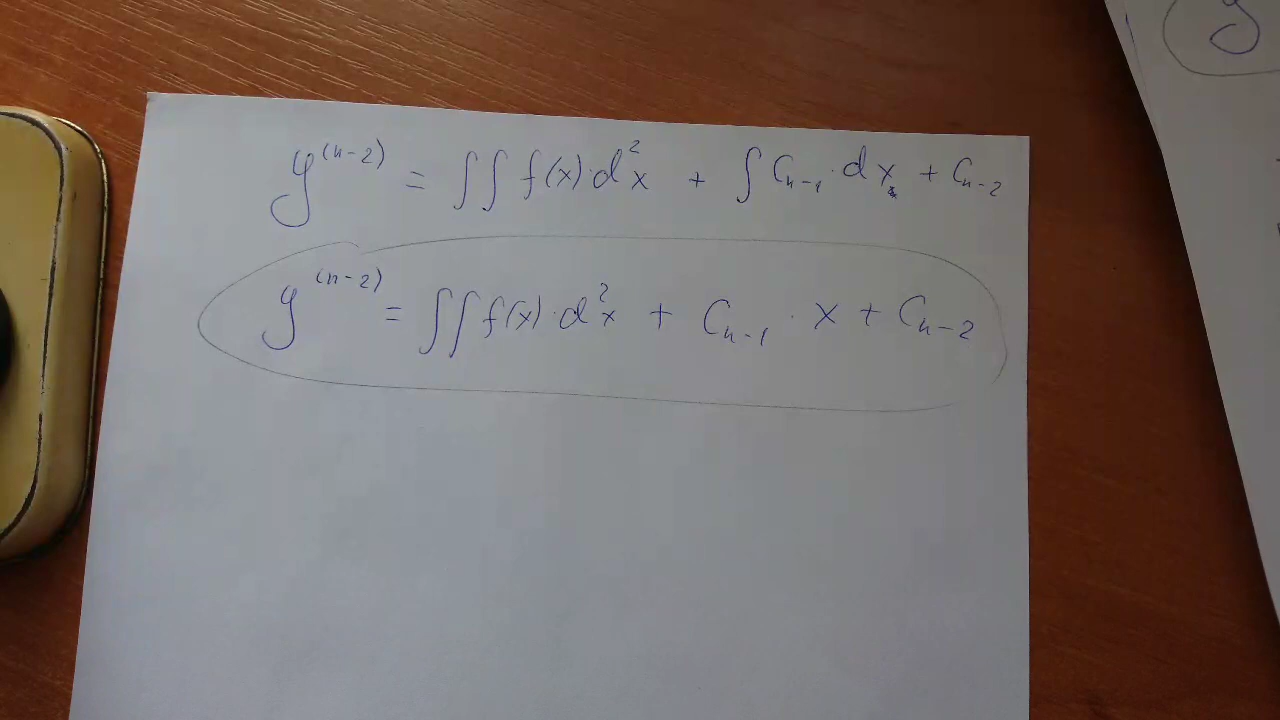 y^{(n-2)} = ∫∫ f(x)·d²x + ∫ C_{n-1}·dx + C_{n-2}
y^{(n-2)} = ∫∫ f(x)·d²x + C_{n-1} · x + C_{n-2}